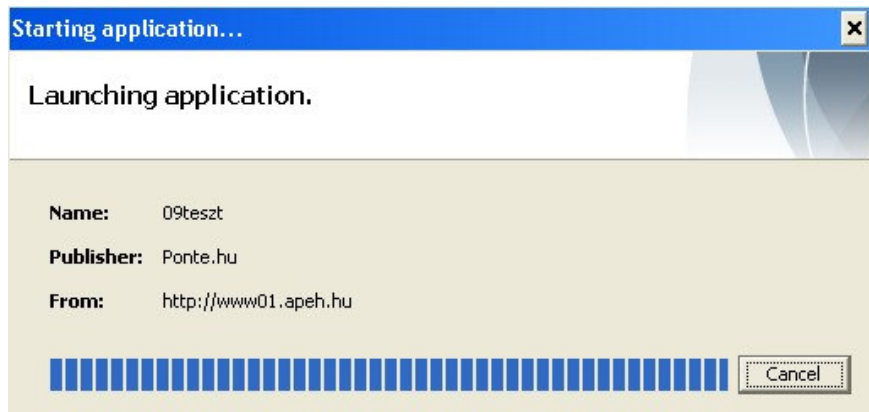 Starting application...
Launching application.
Name: 09teszt
Publisher: Ponte.hu
From: http://www01.apeh.hu
Cancel